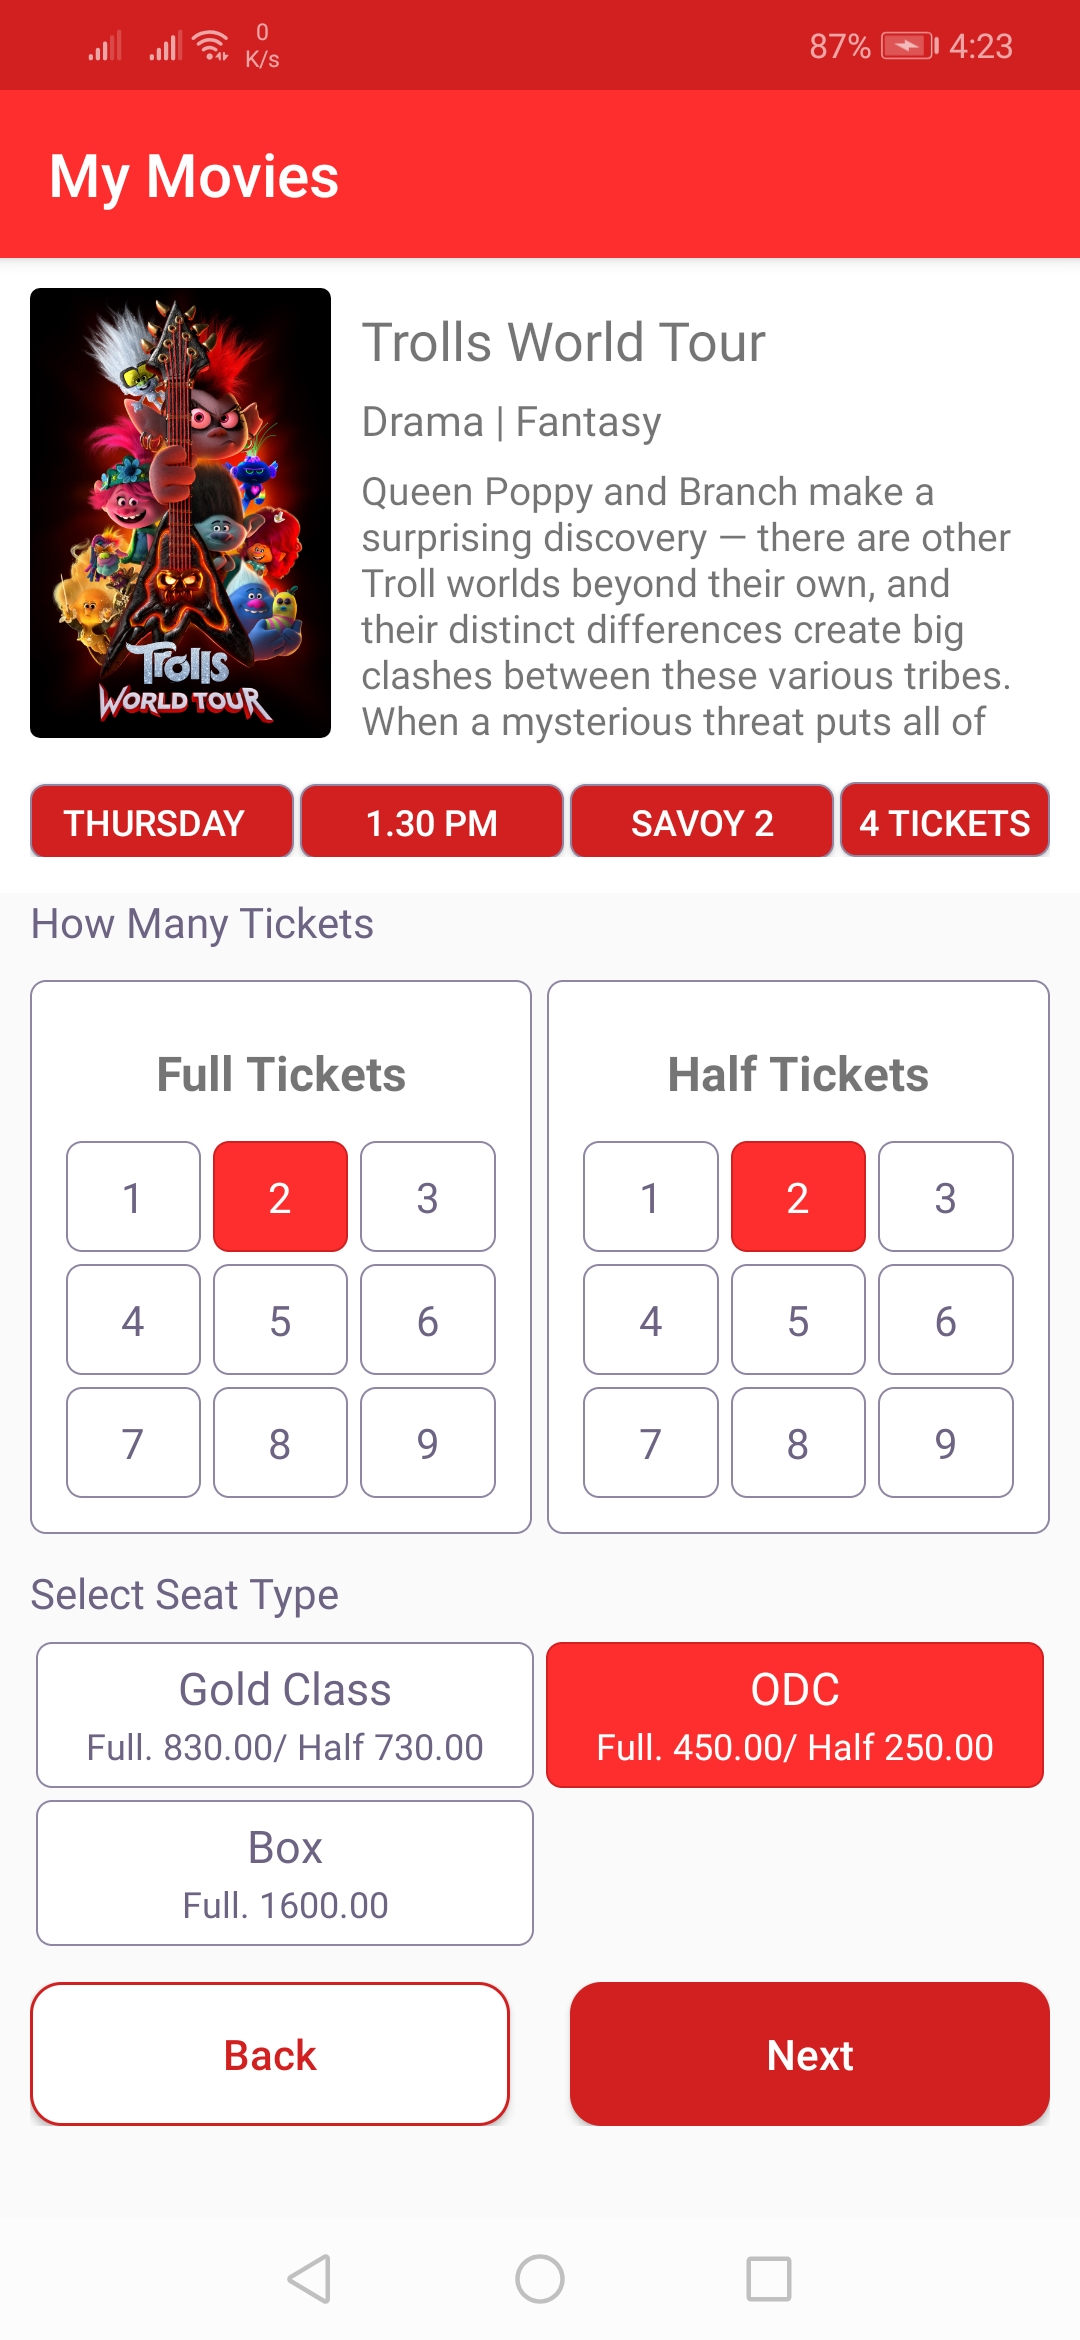 0
K/s
87%
4:23
My Movies
Trolls World Tour
Drama | Fantasy
Queen Poppy and Branch make a
surprising discovery — there are other
Troll worlds beyond their own, and
their distinct differences create big
clashes between these various tribes.
When a mysterious threat puts all of
Trolls
WORLD TOUR
THURSDAY
1.30 PM
SAVOY 2
4 TICKETS
How Many Tickets
Full Tickets
1
2
3
4
5
6
7
8
9
Half Tickets
1
2
3
4
5
6
7
8
9
Select Seat Type
Gold Class
Full. 830.00/ Half 730.00
ODC
Full. 450.00/ Half 250.00
Box
Full. 1600.00
Back
Next